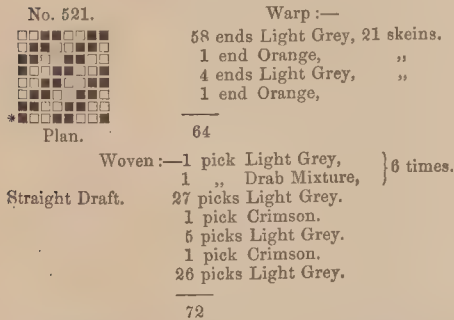 No. 521.
Warp :—
58 ends Light Grey, 21 skeins.
1 end Orange, „
4 ends Light Grey, „
1 end Orange,
64
* Plan.
Woven :—1 pick Light Grey,
1 „ Drab Mixture, } 6 times.
Straight Draft.
27 picks Light Grey.
1 pick Crimson.
5 picks Light Grey.
1 pick Crimson.
26 picks Light Grey.
72